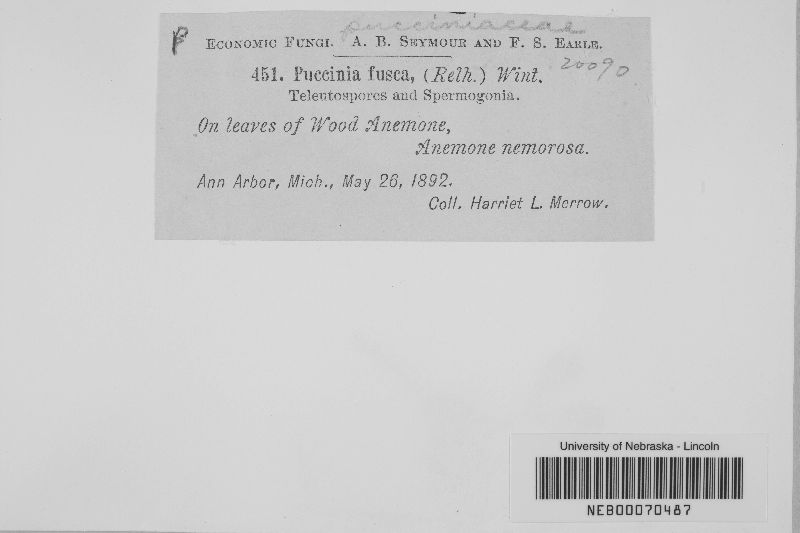 pucciniaceae
P ECONOMIC FUNGI. A. B. SEYMOUR AND F. S. EARLE.
451. Puccinia fusca, (Relh.) Wint. 20090
Teleutospores and Spermogonia.
On leaves of Wood Anemone,
Anemone nemorosa.
Ann Arbor, Mich., May 26, 1892.
Coll. Harriet L. Merrow.
University of Nebraska - Lincoln
NEB00070487